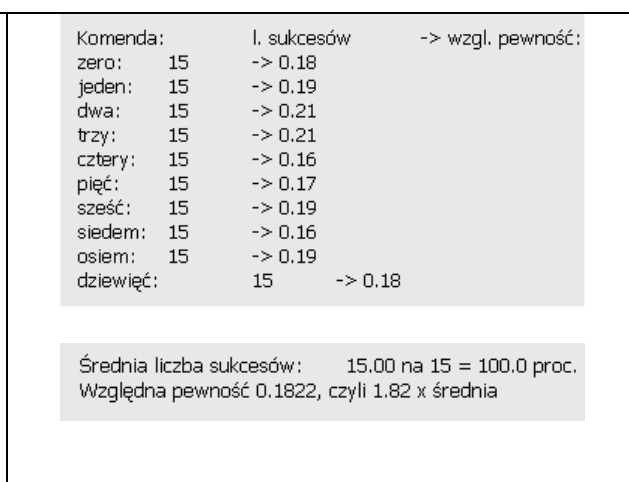 Komenda: l. sukcesów -> wzgl. pewność:
zero: 15 -> 0.18
jeden: 15 -> 0.19
dwa: 15 -> 0.21
trzy: 15 -> 0.21
cztery: 15 -> 0.16
pięć: 15 -> 0.17
sześć: 15 -> 0.19
siedem: 15 -> 0.16
osiem: 15 -> 0.19
dziewięć: 15 -> 0.18
Średnia liczba sukcesów: 15.00 na 15 = 100.0 proc.
Względna pewność 0.1822, czyli 1.82 x średnia